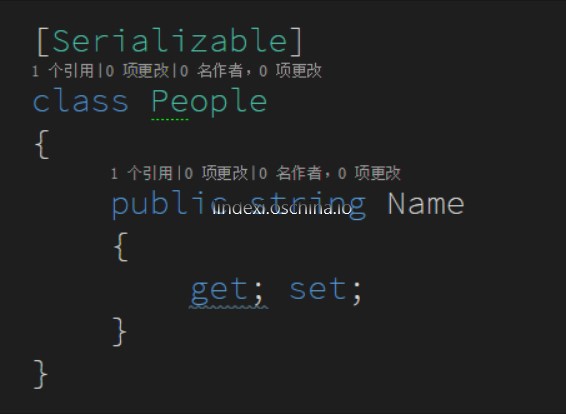 [Serializable]
1 个引用|0 项更改|0 名作者，0 项更改
class People
{
1 个引用|0 项更改|0 名作者，0 项更改
public string Name
lindexi.oschina.io
{
get; set;
}
}